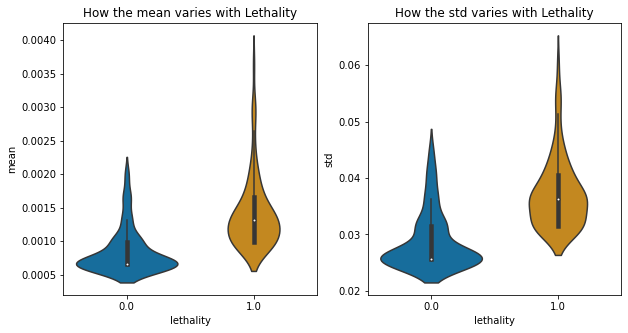 How the mean varies with Lethality
0.0040
0.0035
0.0030
0.0025
0.0020
0.0015
0.0010
0.0005
mean
0.0
1.0
lethality
How the std varies with Lethality
0.06
0.05
0.04
0.03
0.02
std
0.0
1.0
lethality